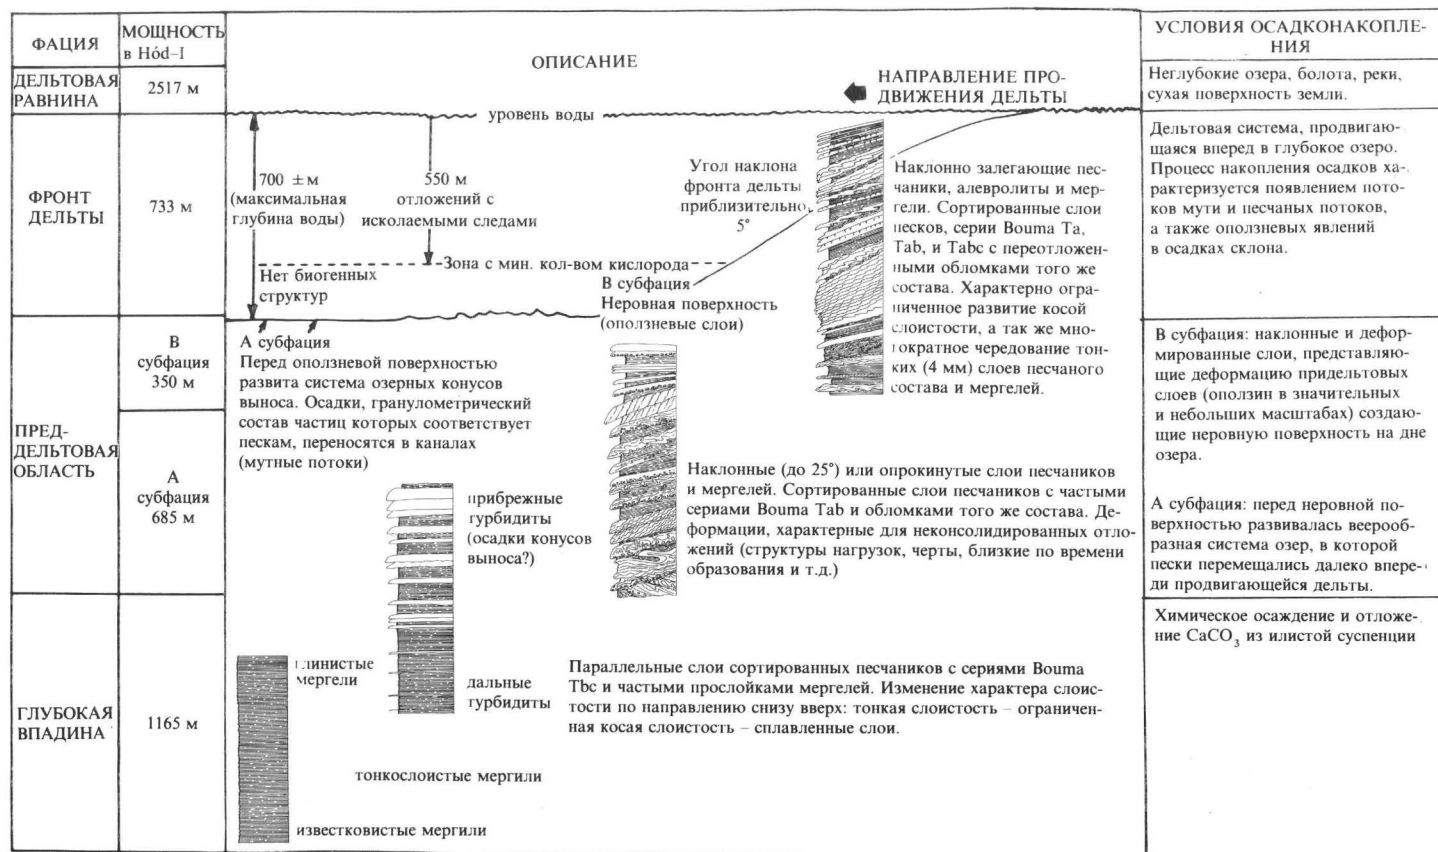 ФАЦИЯ
МОЩНОСТЬ
в Hód–I
ОПИСАНИЕ
УСЛОВИЯ ОСАДКОНАКОПЛЕ-
НИЯ
ДЕЛЬТОВАЯ
РАВНИНА
2517 м
НАПРАВЛЕНИЕ ПРО-
ДВИЖЕНИЯ ДЕЛЬТЫ
Неглубокие озера, болота, реки,
сухая поверхность земли.
уровень воды
ФРОНТ
ДЕЛЬТЫ
733 м
700 ± м
(максимальная
глубина воды)
550 м
отложений с
исколаемыми следами
Угол наклона
фронта дельты
приблизительно
5°
Зона с мин. кол-вом кислорода
Нет биогенных
структур
В субфация
Неровная поверхность
(оползневые слои)
Наклонно залегающие пес-
чаники, алевролиты и мер-
гели. Сортированные слои
песков, серии Bouma Ta,
Tab, и Tabc с переотложен-
ными обломками того же
состава. Характерно огра-
ниченное развитие косой
слоистости, а так же мно-
гократное чередование тон-
ких (4 мм) слоев песчаного
состава и мергелей.
Дельтовая система, продвигаю-
щаяся вперед в глубокое озеро.
Процесс накопления осадков ха-
рактеризуется появлением пото-
ков мути и песчаных потоков,
а также оползневых явлений
в осадках склона.
ПРЕД-
ДЕЛЬТОВАЯ
ОБЛАСТЬ
В
субфация
350 м
А
субфация
685 м
А субфация
Перед оползневой поверхностью
развита система озерных конусов
выноса. Осадки, гранулометрический
состав частиц которых соответствует
пескам, переносятся в каналах
(мутные потоки)
прибрежные
гурбидиты
(осадки конусов
выноса?)
Наклонные (до 25°) или опрокинутые слои песчаников
и мергелей. Сортированные слои песчаников с частыми
сериами Bouma Tab и обломками того же состава. Де-
формации, характерные для неконсолидированных отло-
жений (структуры нагрузок, черты, близкие по времени
образования и т.д.)
В субфация: наклонные и дефор-
мированные слои, представляю-
щие деформацию придельтовых
слоев (оползин в значительных
и небольших масштабах) создаю-
щие неровную поверхность на дне
озера.
А субфация: перед неровной по-
верхностью развивалась веерооб-
разная система озер, в которой
пески перемещались далеко впере-
ди продвигающейся дельты.
ГЛУБОКАЯ
ВПАДИНА
1165 м
глинистые
мергели
дальные
гурбидиты
Параллельные слои сортированных песчаников с сериями Bouma
Tbc и частыми прослойками мергелей. Изменение характера слоис-
тости по направлению снизу вверх: тонкая слоистость – ограничен-
ная косая слоистость – сплавленные слои.
тонкослоистые мергили
известковистые мергили
Химическое осаждение и отложе-
ние CaCO₃ из илистой суспенции